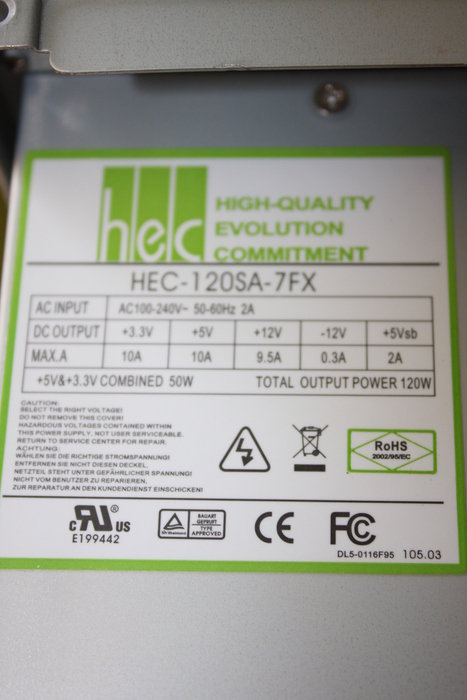 hec
HIGH-QUALITY
EVOLUTION
COMMITMENT
HEC-120SA-7FX
AC INPUT AC100-240V~ 50-60Hz 2A
DC OUTPUT +3.3V +5V +12V -12V +5Vsb
MAX.A 10A 10A 9.5A 0.3A 2A
+5V&+3.3V COMBINED 50W TOTAL OUTPUT POWER 120W
CAUTION:
SELECT THE RIGHT VOLTAGE!
DO NOT REMOVE THIS COVER!
HAZARDOUS VOLTAGES CONTAINED WITHIN
THIS POWER SUPPLY, NOT USER SERVICEABLE.
RETURN TO SERVICE CENTER FOR REPAIR.
ACHTUNG:
WÄHLEN SIE DIE RICHTIGE STROMSPANNUNG!
ENTFERNEN SIE NICHT DIESEN DECKEL,
NETZTEIL STEHT UNTER GEFÄHRLICHER SPANNUNG!
NICHT VOM BENUTZER ZU REPARIEREN,
ZUR REPARATUR AN DEN KUNDENDIENST EINSCHICKEN!
RoHS
2002/95/EC
c RU US
E199442
TÜV Rheinland
BAUART
GEPRÜFT
TYPE
APPROVED
CE
FC
DL5-0116F95 105.03